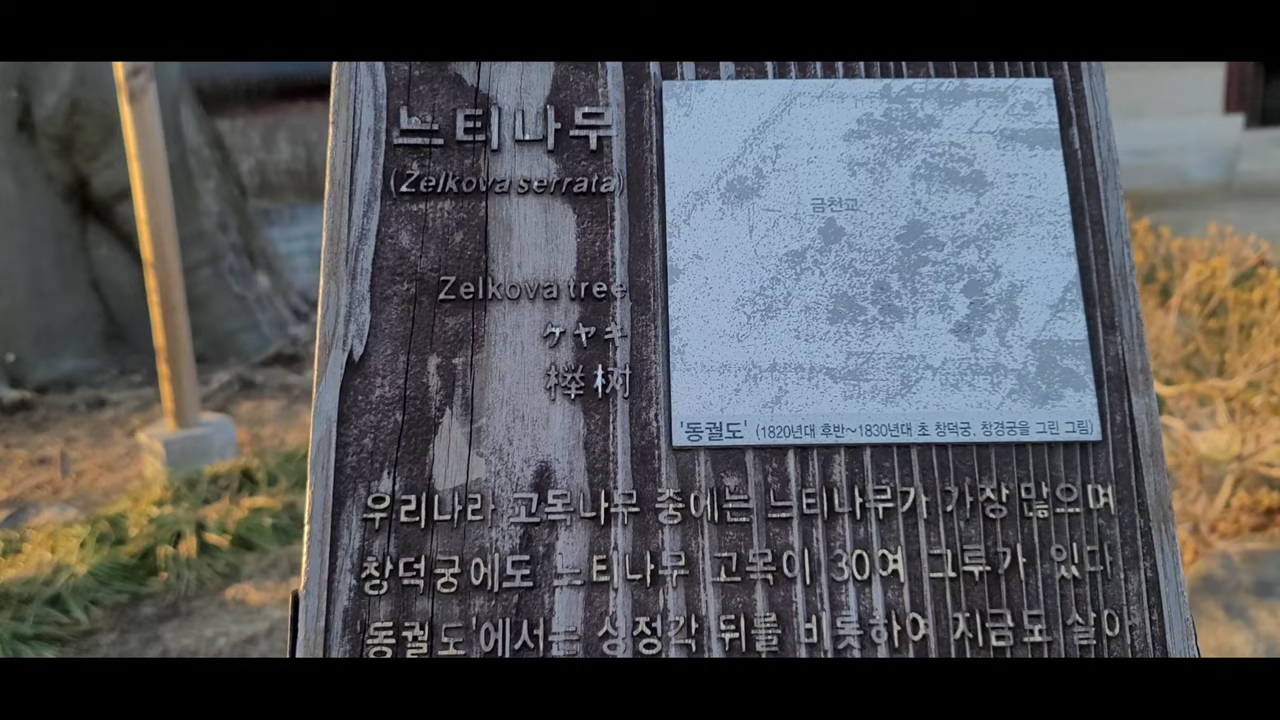 느티나무
(Zelkova serrata)
Zelkova tree
ケヤキ
榉树
금천교
'동궐도' (1820년대 후반~1830년대 초 창덕궁, 창경궁을 그린 그림)
우리나라 고목나무 중에는 느티나무가 가장 많으며
창덕궁에도 느티나무 고목이 30여 그루가 있다
'동궐도'에서는 상정각 뒤를 비롯하여 지금도 살아